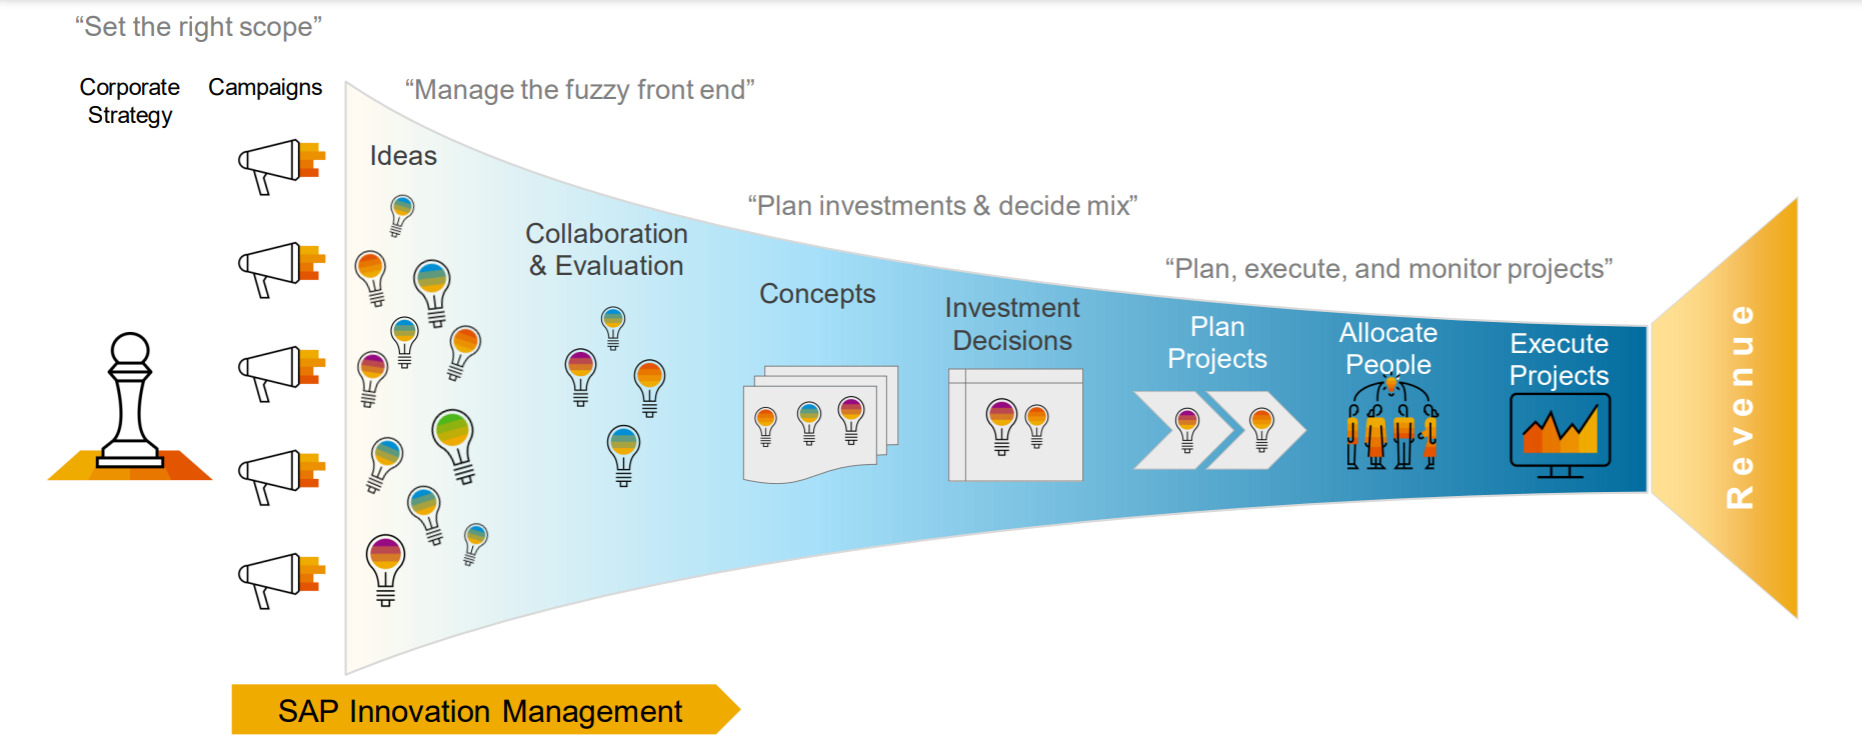 “Set the right scope”
Corporate
Strategy
Campaigns
“Manage the fuzzy front end”
Ideas
Collaboration
& Evaluation
“Plan investments & decide mix”
Concepts
Investment
Decisions
“Plan, execute, and monitor projects”
Plan
Projects
Allocate
People
Execute
Projects
Revenue
SAP Innovation Management